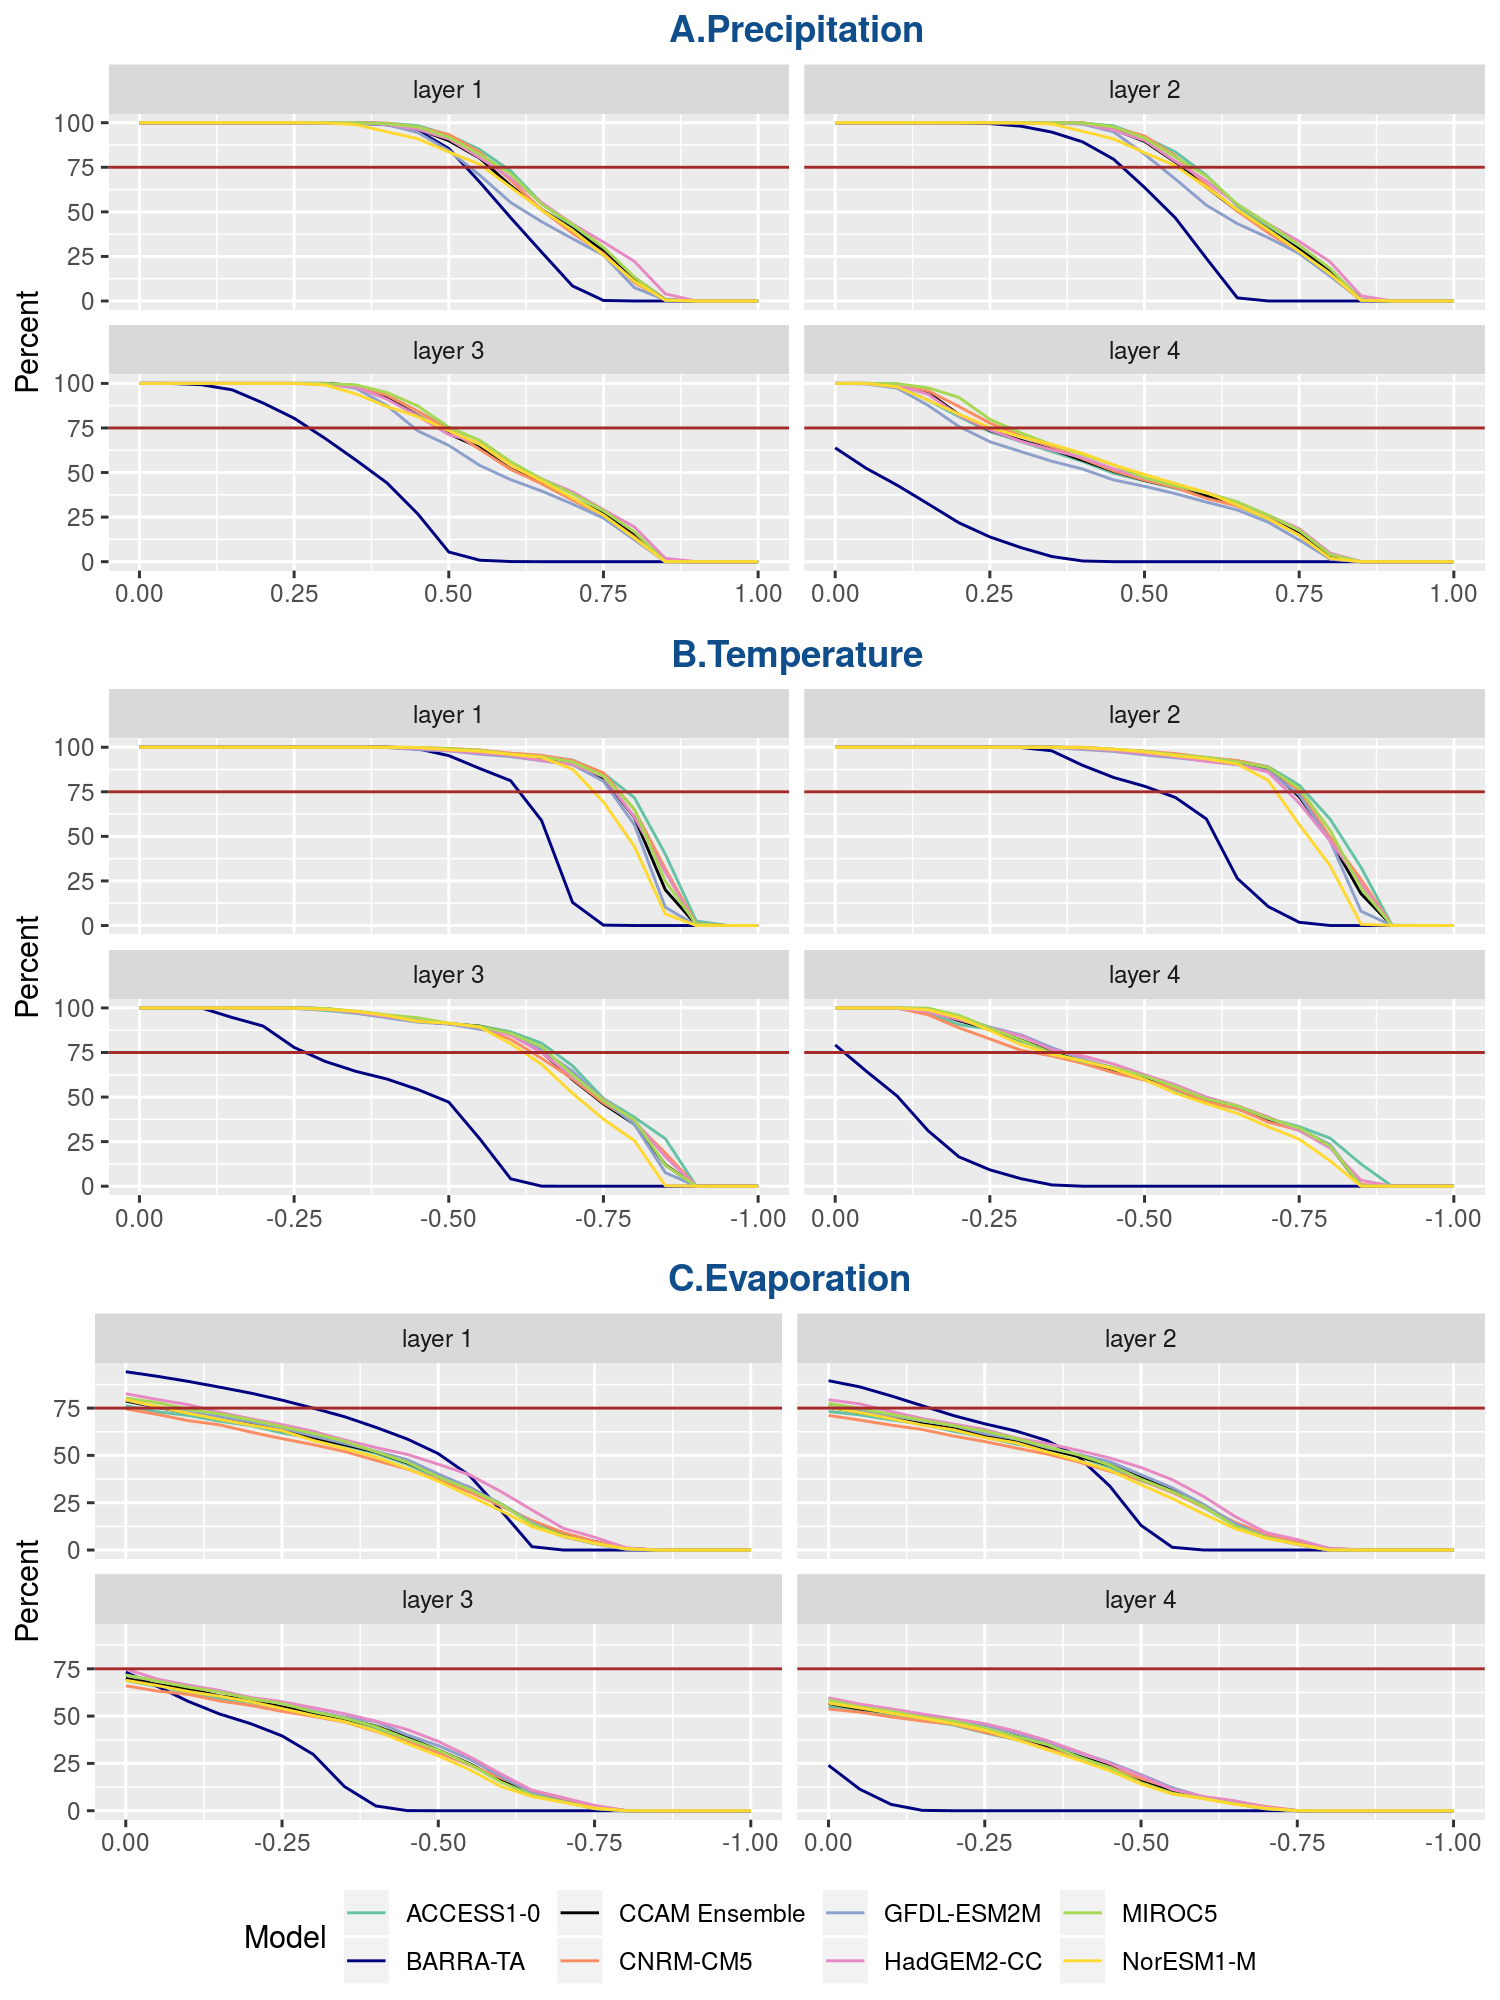 A.Precipitation
layer 1
layer 2
100
75
50
25
0
layer 3
layer 4
100
75
50
25
0
Percent
0.00 0.25 0.50 0.75 1.00
0.00 0.25 0.50 0.75 1.00
B.Temperature
layer 1
layer 2
100
75
50
25
0
layer 3
layer 4
100
75
50
25
0
Percent
0.00 -0.25 -0.50 -0.75 -1.00
0.00 -0.25 -0.50 -0.75 -1.00
C.Evaporation
layer 1
layer 2
75
50
25
0
layer 3
layer 4
75
50
25
0
Percent
0.00 -0.25 -0.50 -0.75 -1.00
0.00 -0.25 -0.50 -0.75 -1.00
Model
ACCESS1-0 CCAM Ensemble GFDL-ESM2M MIROC5
BARRA-TA CNRM-CM5 HadGEM2-CC NorESM1-M